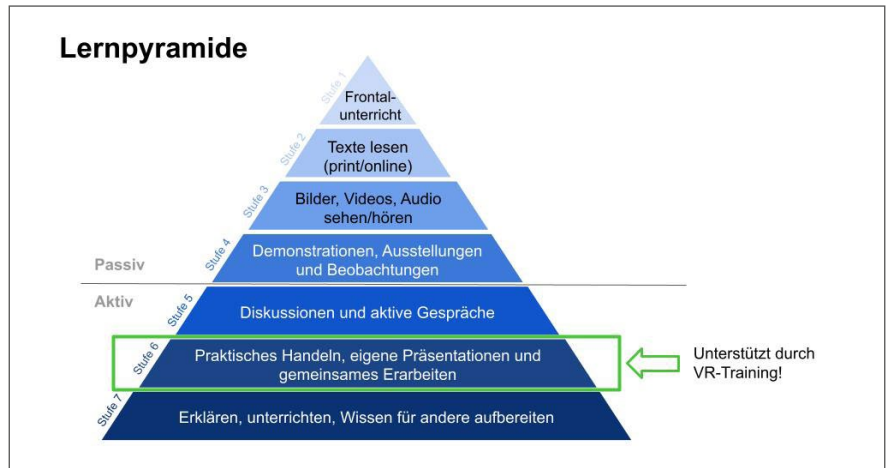 Lernpyramide
Stufe 1
Frontal-
unterricht
Stufe 2
Texte lesen
(print/online)
Stufe 3
Bilder, Videos, Audio
sehen/hören
Stufe 4
Demonstrationen, Ausstellungen
und Beobachtungen
Passiv
Aktiv
Stufe 5
Diskussionen und aktive Gespräche
Stufe 6
Praktisches Handeln, eigene Präsentationen und
gemeinsames Erarbeiten
Unterstützt durch
VR-Training!
Stufe 7
Erklären, unterrichten, Wissen für andere aufbereiten